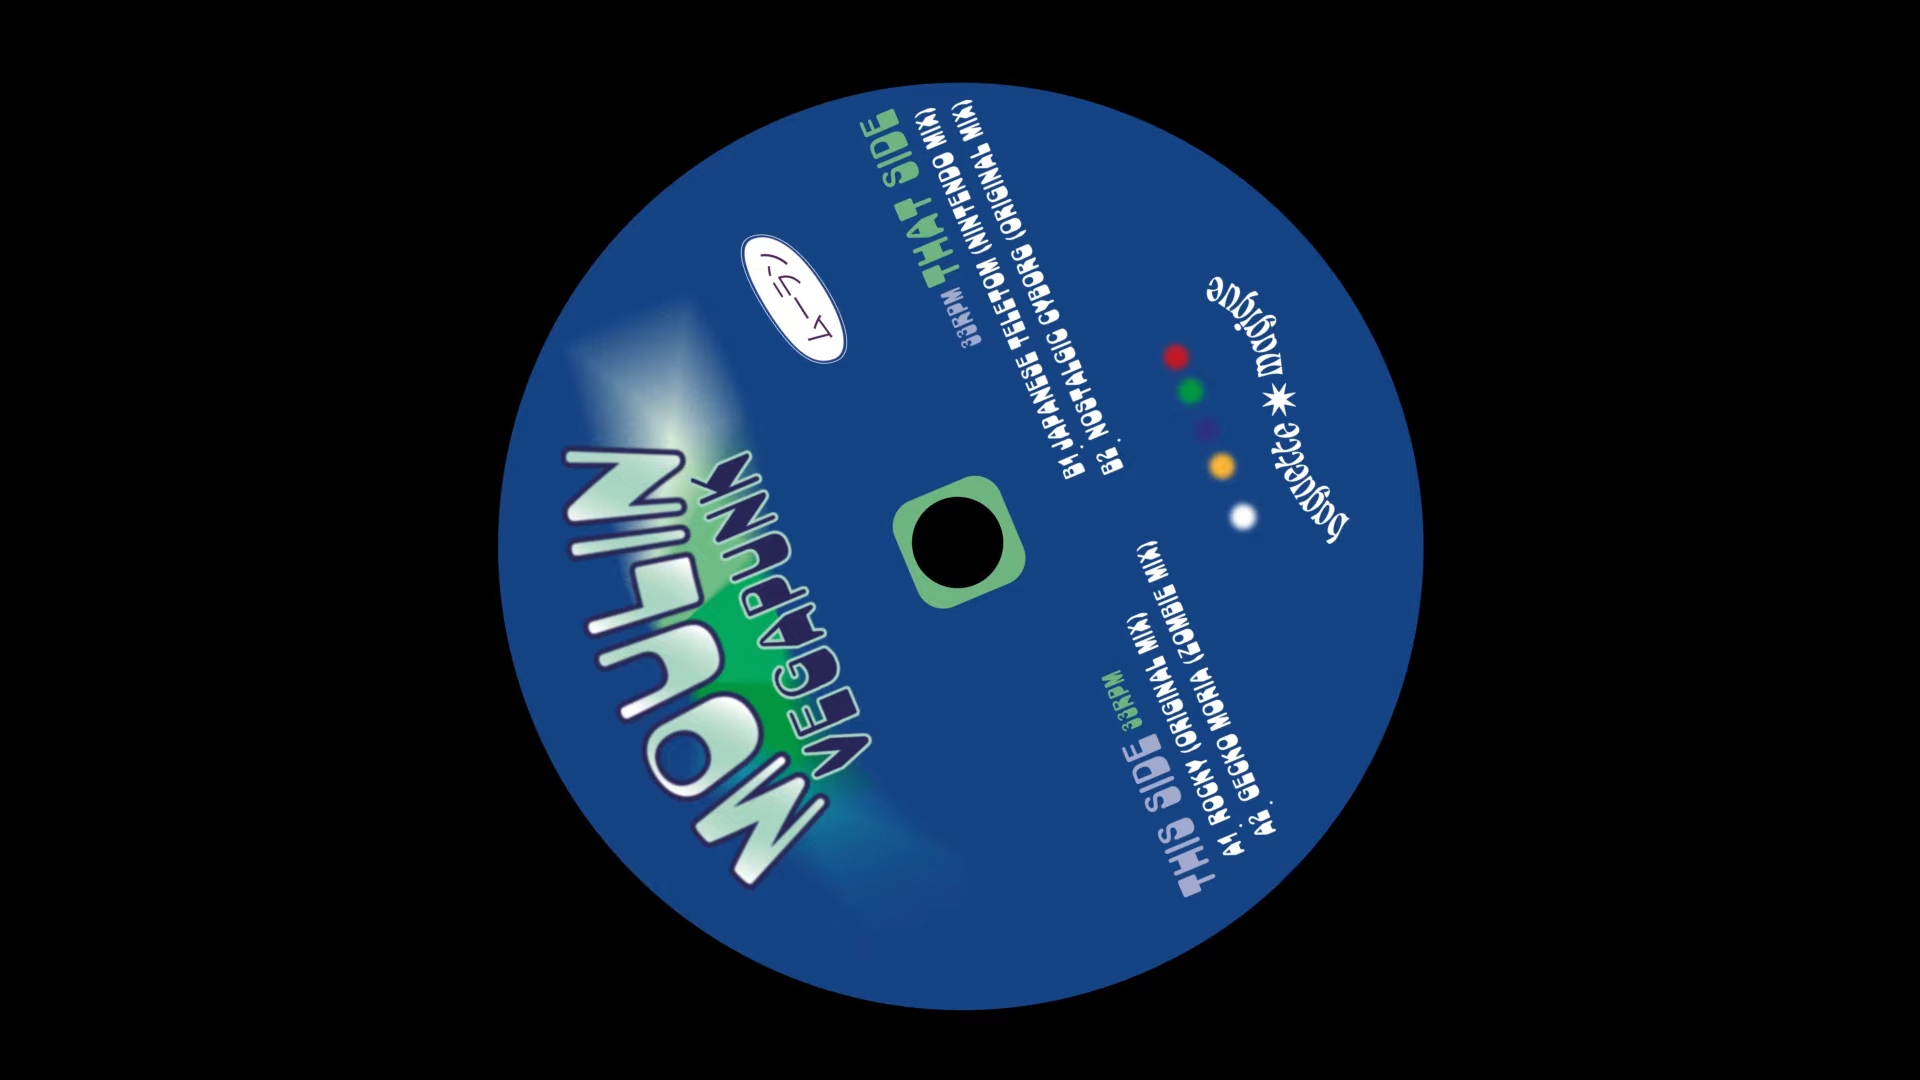 MOULIN
VEGAPUNK
THIS SIDE 33RPM
A1. ROCKY (ORIGINAL MIX)
A2. GECKO MORIA (ZOMBIE MIX)
33RPM THAT SIDE
B1. JAPANESE TELETOM (NINTENDO MIX)
B2. NOSTALGIC CYBORG (ORIGINAL MIX)
baguette ✷ magique